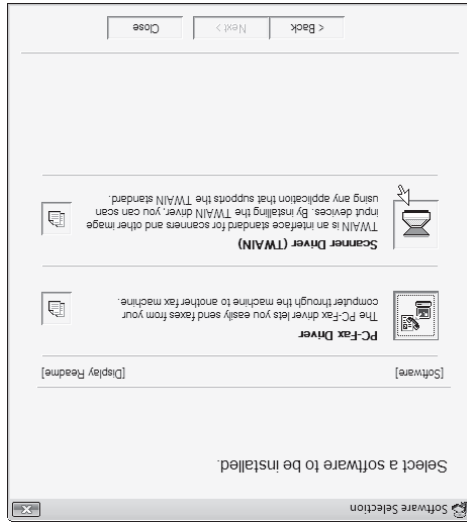 Software Selection
Select a software to be installed.
[Software] [Display Readme]
PC-Fax Driver
The PC-Fax driver lets you easily send faxes from your
computer through the machine to another fax machine.
Scanner Driver (TWAIN)
TWAIN is an interface standard for scanners and other image
input devices. By installing the TWAIN driver, you can scan
using any application that supports the TWAIN standard.
< Back Next > Close